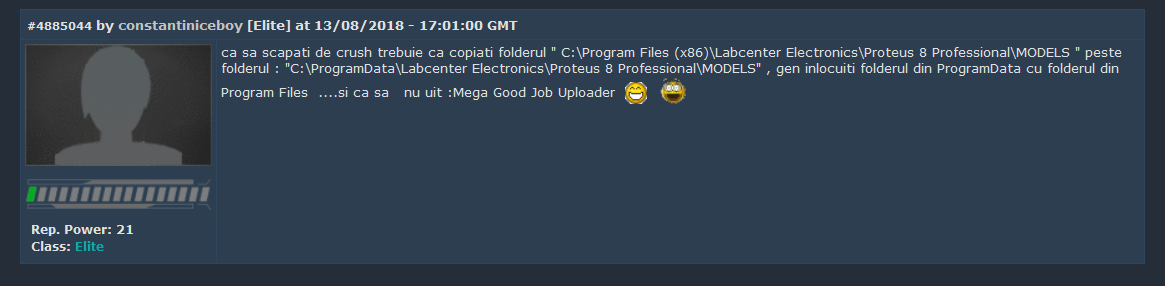 #4885044 by constantiniceboy [Elite] at 13/08/2018 - 17:01:00 GMT
ca sa scapati de crush trebuie ca copiati folderul " C:\Program Files (x86)\Labcenter Electronics\Proteus 8 Professional\MODELS " peste
folderul : "C:\ProgramData\Labcenter Electronics\Proteus 8 Professional\MODELS" , gen inlocuiti folderul din ProgramData cu folderul din
Program Files ....si ca sa nu uit :Mega Good Job Uploader
Rep. Power: 21
Class: Elite